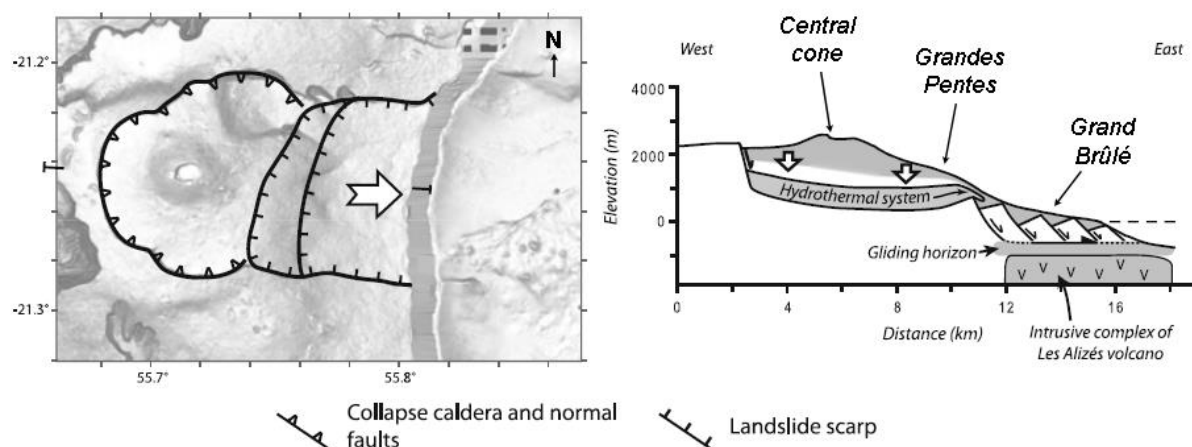 N
-21.2°
-21.3°
55.7°
55.8°
Collapse caldera and normal
faults
Landslide scarp
West
Central
cone
Grandes
Pentes
East
Grand
Brûlé
Elevation (m)
4000
2000
0
Hydrothermal system
Gliding horizon
V V V V V V
0 4 8 12 16
Distance (km)
Intrusive complex of
Les Alizés volcano